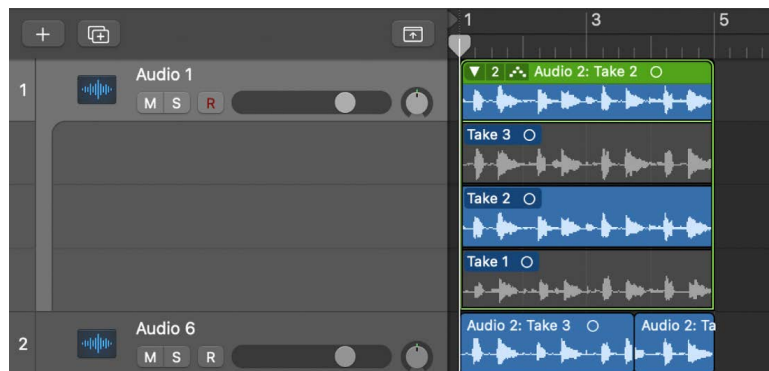 1 3 5
1 Audio 1
M S R
2 Audio 2: Take 2
Take 3
Take 2
Take 1
2 Audio 6
M S R
Audio 2: Take 3 Audio 2: Ta